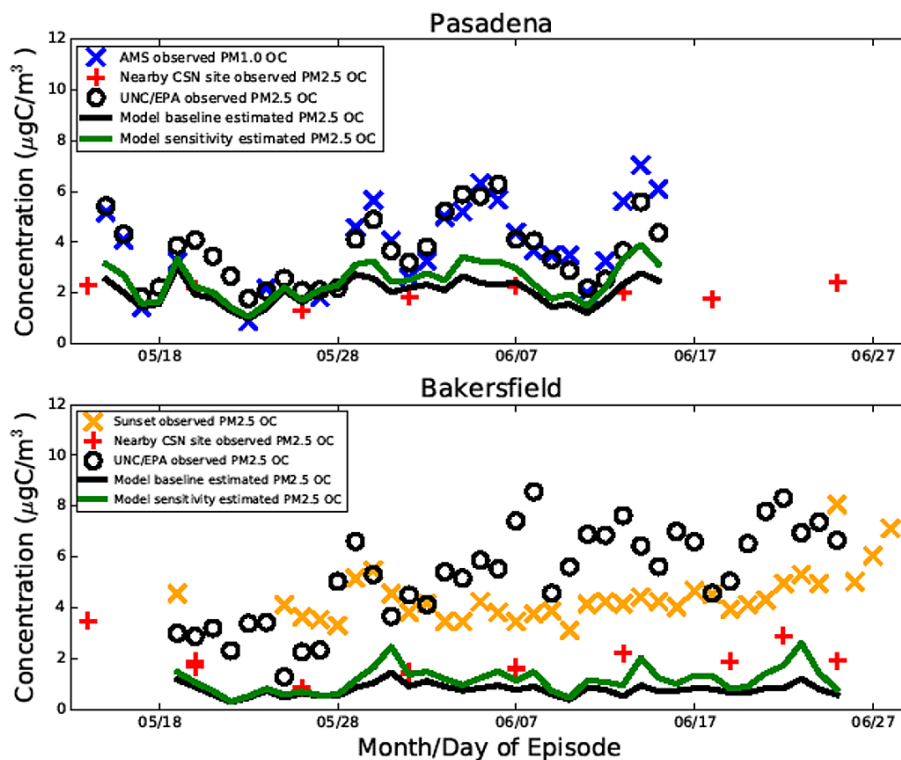 Pasadena
12
10
8
6
4
2
0
Concentration (μgC/m³)
AMS observed PM1.0 OC
Nearby CSN site observed PM2.5 OC
UNC/EPA observed PM2.5 OC
Model baseline estimated PM2.5 OC
Model sensitivity estimated PM2.5 OC
05/18 05/28 06/07 06/17 06/27
Bakersfield
12
10
8
6
4
2
0
Concentration (μgC/m³)
Sunset observed PM2.5 OC
Nearby CSN site observed PM2.5 OC
UNC/EPA observed PM2.5 OC
Model baseline estimated PM2.5 OC
Model sensitivity estimated PM2.5 OC
05/18 05/28 06/07 06/17 06/27
Month/Day of Episode